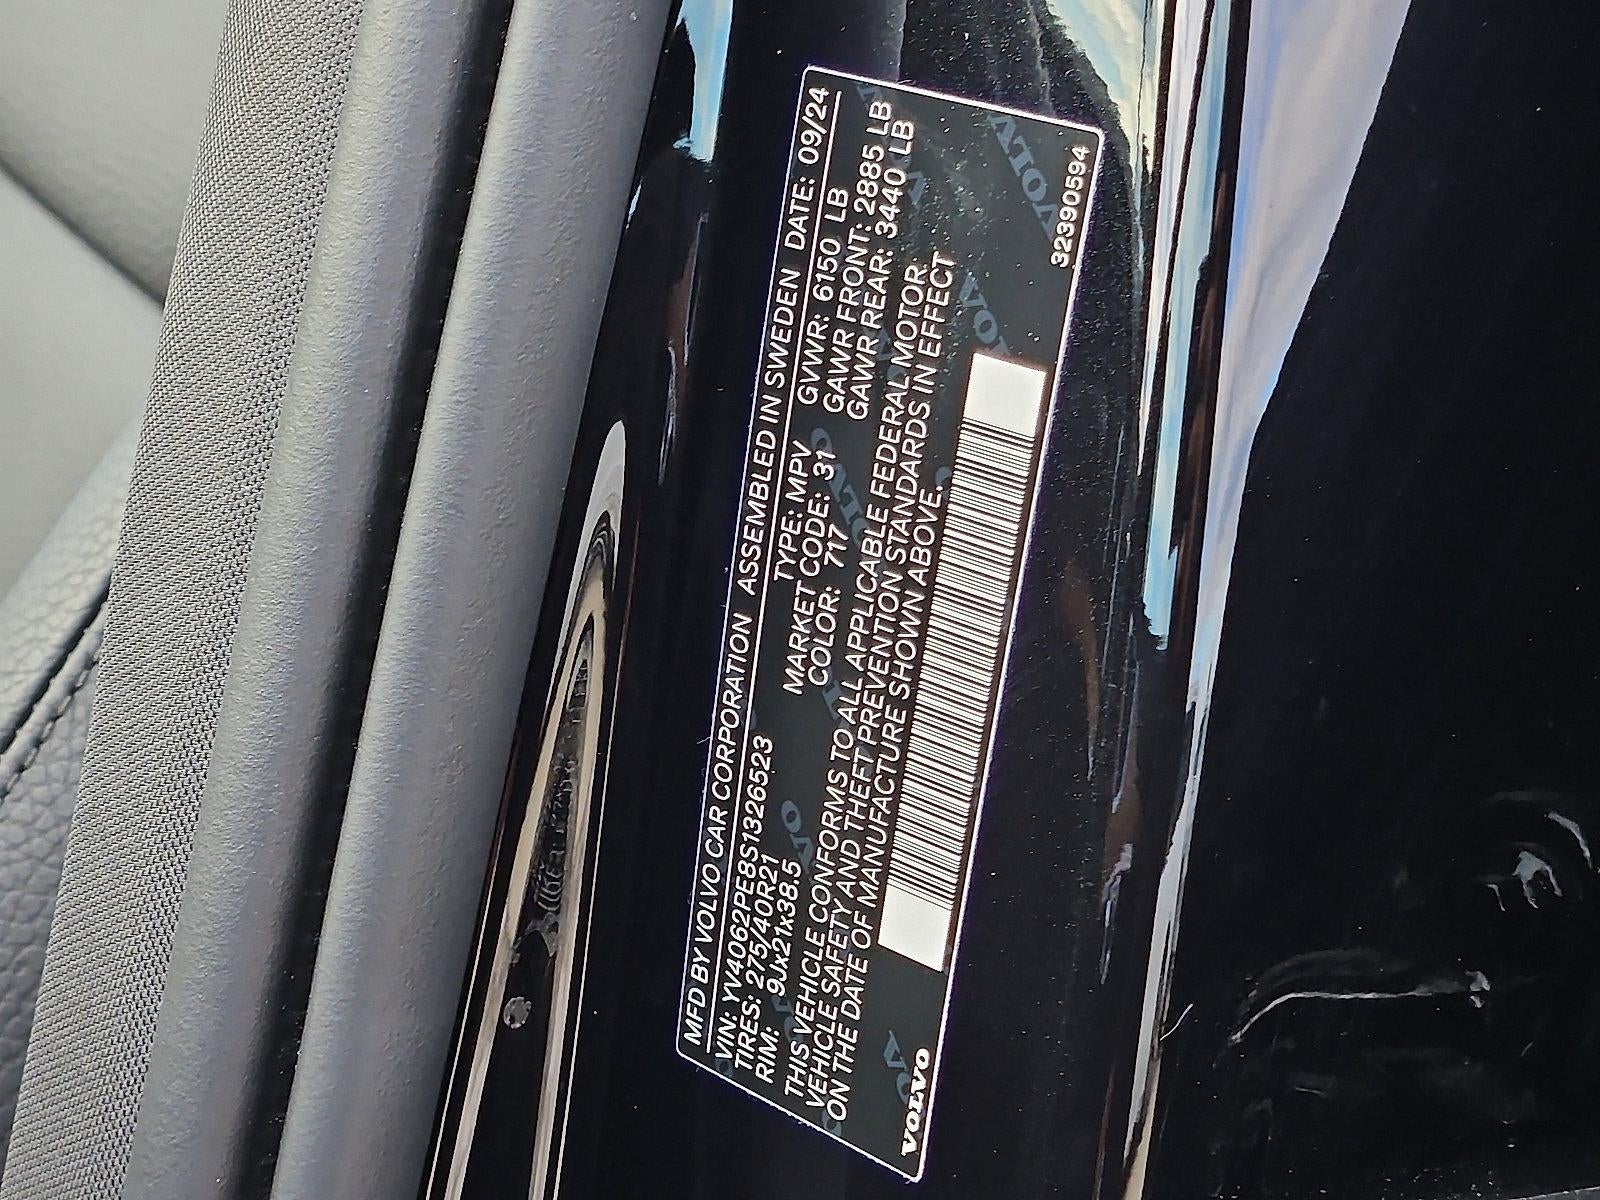 MFD BY VOLVO CAR CORPORATION ASSEMBLED IN SWEDEN DATE: 09/24
VIN: YV4062PE8S1326523 TYPE: MPV GVWR: 6150 LB
TIRES: 275/40R21 MARKET CODE: 31 GAWR FRONT: 2885 LB
RIM: 9Jx21x38.5 COLOR: 717 GAWR REAR: 3440 LB
THIS VEHICLE CONFORMS TO ALL APPLICABLE FEDERAL MOTOR
VEHICLE SAFETY AND THEFT PREVENTION STANDARDS IN EFFECT
ON THE DATE OF MANUFACTURE SHOWN ABOVE.
VOLVO 32390594